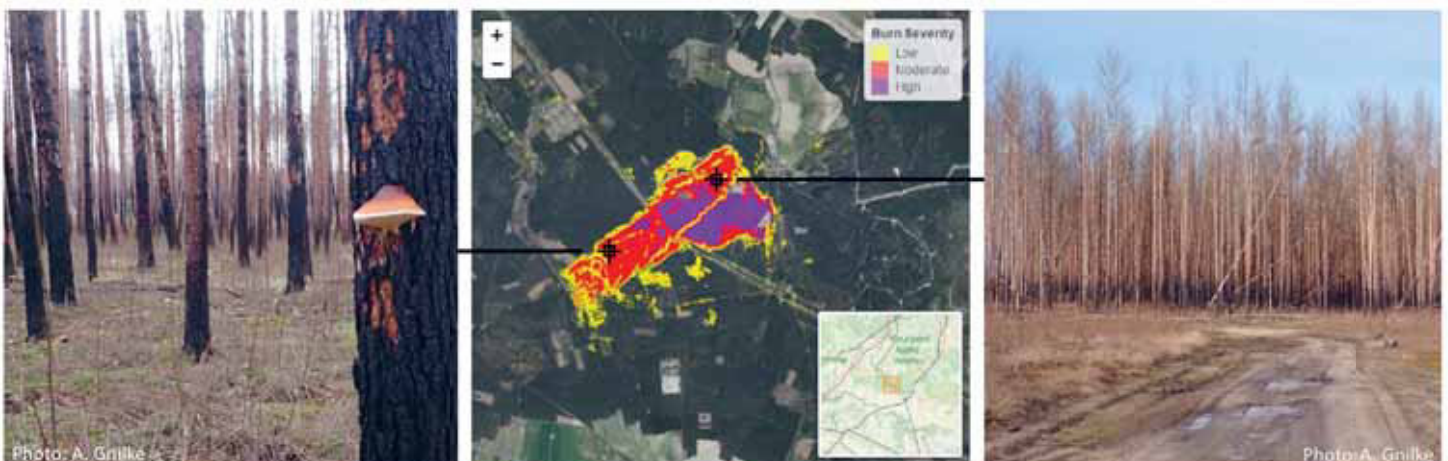 Photo: A. Gnilke
+
−
Burn Severity
Low
Moderate
High
Photo: A. Gnilke